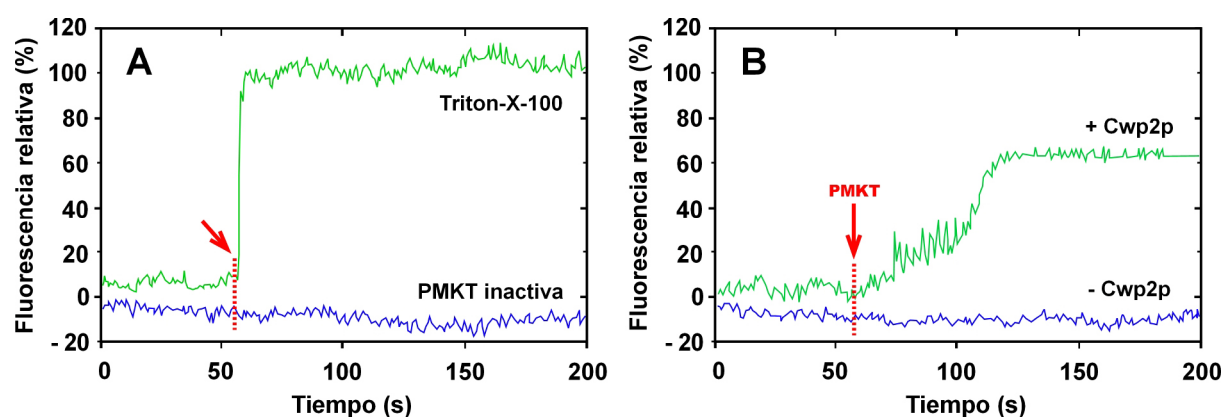 A
Fluorescencia relativa (%)
120
100
80
60
40
20
0
- 20
Triton-X-100
PMKT inactiva
0
50
100
150
200
Tiempo (s)
B
Fluorescencia relativa (%)
120
100
80
60
40
20
0
- 20
+ Cwp2p
PMKT
- Cwp2p
0
50
100
150
200
Tiempo (s)